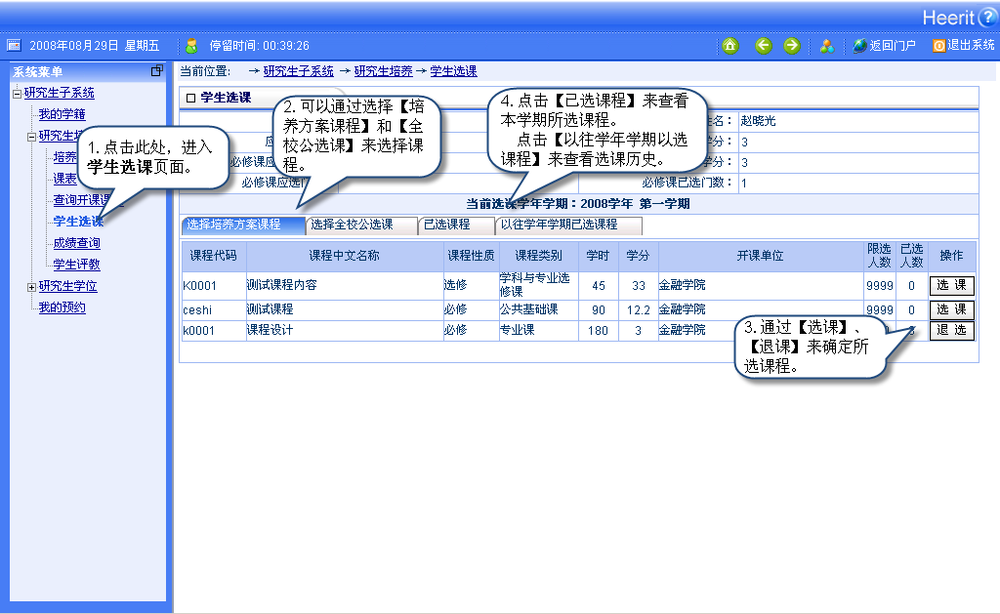 Heerit
2008年08月29日 星期五 停留时间: 00:39:26 返回门户 退出系统
系统菜单
研究生子系统
我的学籍
研究生培
培养
课表
查询开课课
学生选课
成绩查询
学生评教
研究生学位
我的预约
当前位置: → 研究生子系统 → 研究生培养 → 学生选课
学生选课
1. 点击此处，进入
学生选课页面。
2. 可以通过选择【培
养方案课程】和【全
校公选课】来选择课
程。
4. 点击【已选课程】来查看
本学期所选课程。
点击【以往学年学期以选
课程】来查看选课历史。
姓名： 赵晓光
学分： 3
必修课应 学分： 3
必修课应选门 必修课已选门数： 1
当前选课学年学期：2008学年 第一学期
选择培养方案课程 选择全校公选课 已选课程 以往学年学期已选课程
课程代码 课程中文名称 课程性质 课程类别 学时 学分 开课单位 限选人数 已选人数 操作
K0001 测试课程内容 选修 学科与专业选修课 45 33 金融学院 9999 0 选 课
ceshi 测试课程 必修 公共基础课 90 12.2 金融学院 9999 0 选 课
k0001 课程设计 必修 专业课 180 3 金融学院 退 选
3. 通过【选课】、
【退课】来确定所
选课程。